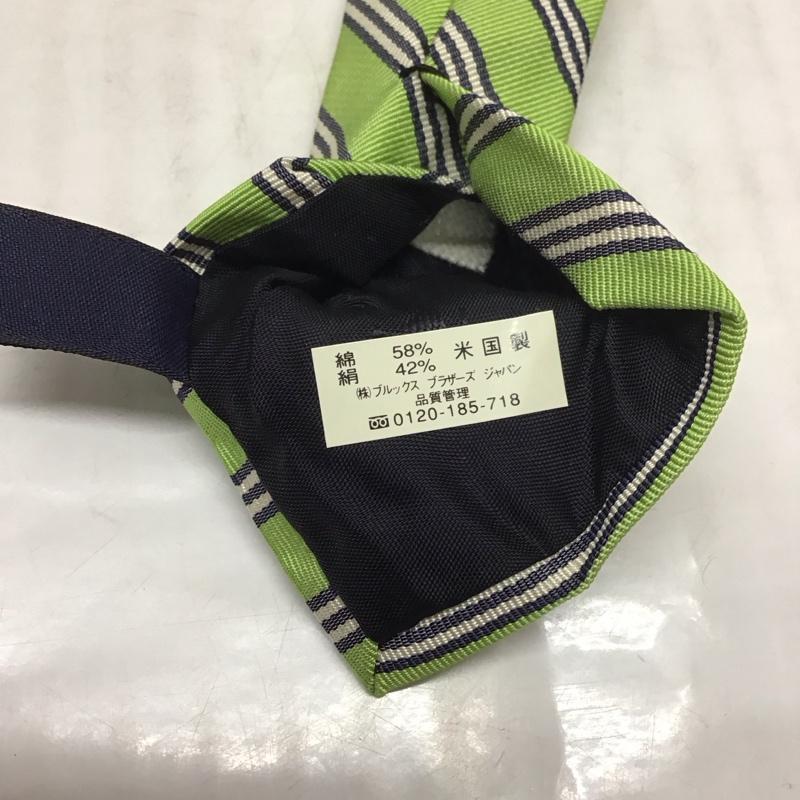 綿 58% 米国製
絹 42%
㈱ブルックス ブラザーズ ジャパン
品質管理
0120-185-718